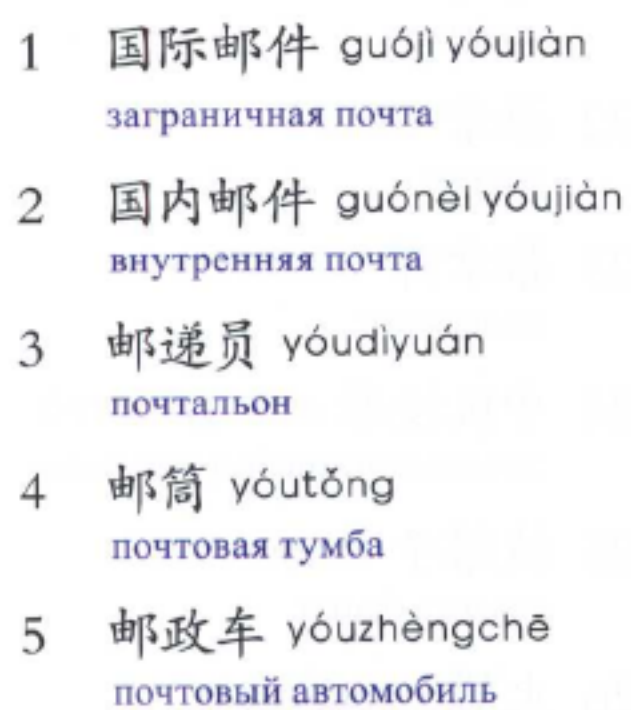 1 国际邮件 guójì yóujiàn
заграничная почта
2 国内邮件 guónèi yóujiàn
внутренняя почта
3 邮递员 yóudìyuán
почтальон
4 邮筒 yóutǒng
почтовая тумба
5 邮政车 yóuzhèngchē
почтовый автомобиль